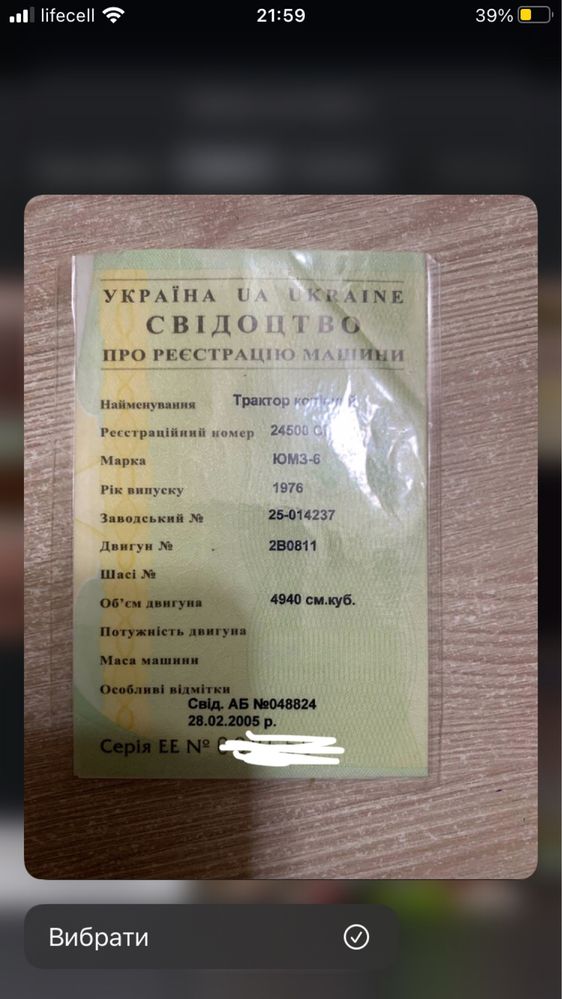 lifecell 21:59 39%
УКРАЇНА UA UKRAINE
СВІДОЦТВО
ПРО РЕЄСТРАЦІЮ МАШИНИ
Найменування Трактор
Реєстраційний номер 24500
Марка ЮМЗ-6
Рік випуску 1976
Заводський № 25-014237
Двигун № 2В0811
Шасі №
Об'єм двигуна 4940 см.куб.
Потужність двигуна
Маса машини
Особливі відмітки
Свід. АБ №048824
28.02.2005 р.
Серія ЕЕ №
Вибрати